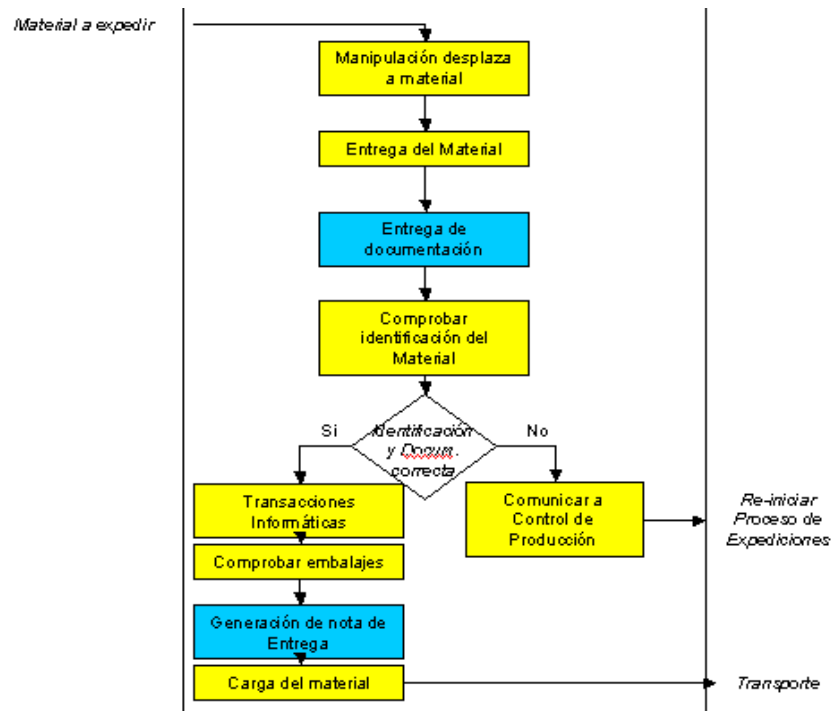 Material a expedir
Manipulación desplaza
a material
Entrega del Material
Entrega de
documentación
Comprobar
identificación del
Material
Si
Identificación
y Docum.
correcta
No
Transacciones
Informáticas
Comunicar a
Control de
Producción
Re-iniciar
Proceso de
Expediciones
Comprobar embalajes
Generación de nota de
Entrega
Carga del material
Transporte